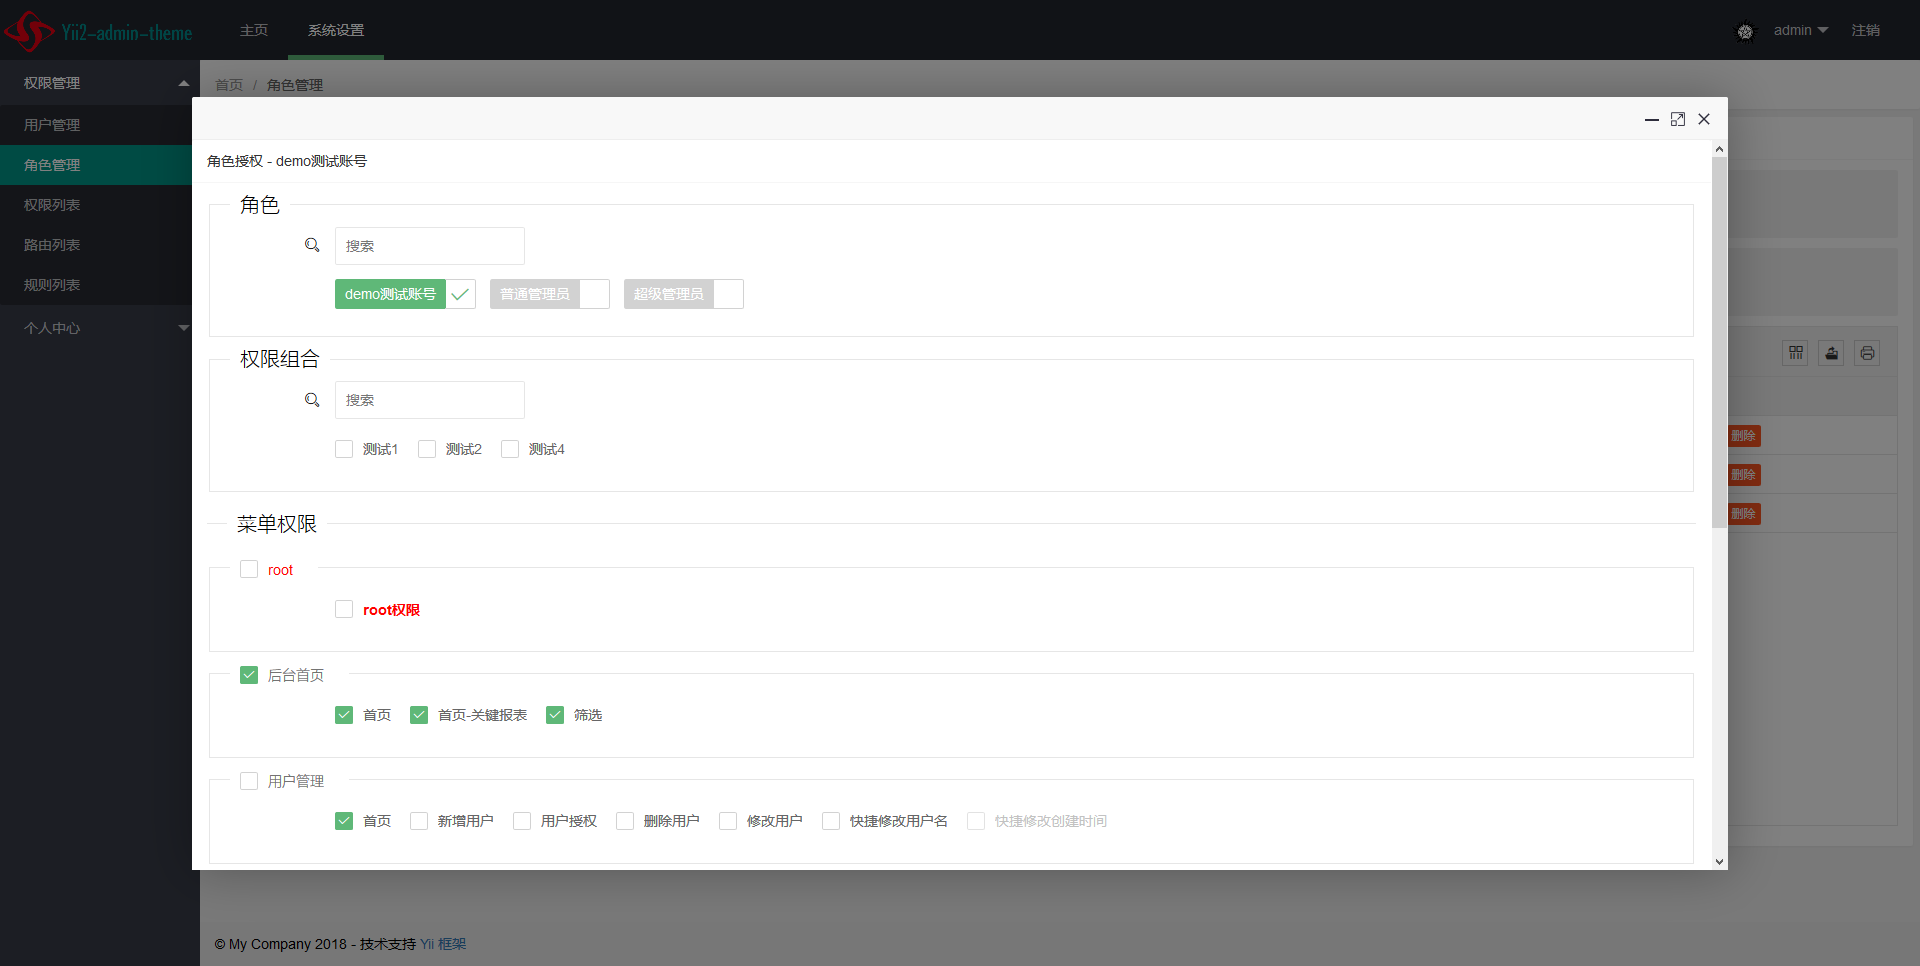 Yii2-admin-theme
主页
系统设置
admin
注销
权限管理
用户管理
角色管理
权限列表
路由列表
规则列表
个人中心
首页 / 角色管理
角色授权 - demo测试账号
角色
搜索
demo测试账号 普通管理员 超级管理员
权限组合
搜索
测试1 测试2 测试4
菜单权限
root
root权限
后台首页
首页 首页-关键报表 筛选
用户管理
首页 新增用户 用户授权 删除用户 修改用户 快捷修改用户名 快捷修改创建时间
删除
删除
删除
© My Company 2018 - 技术支持 Yii 框架